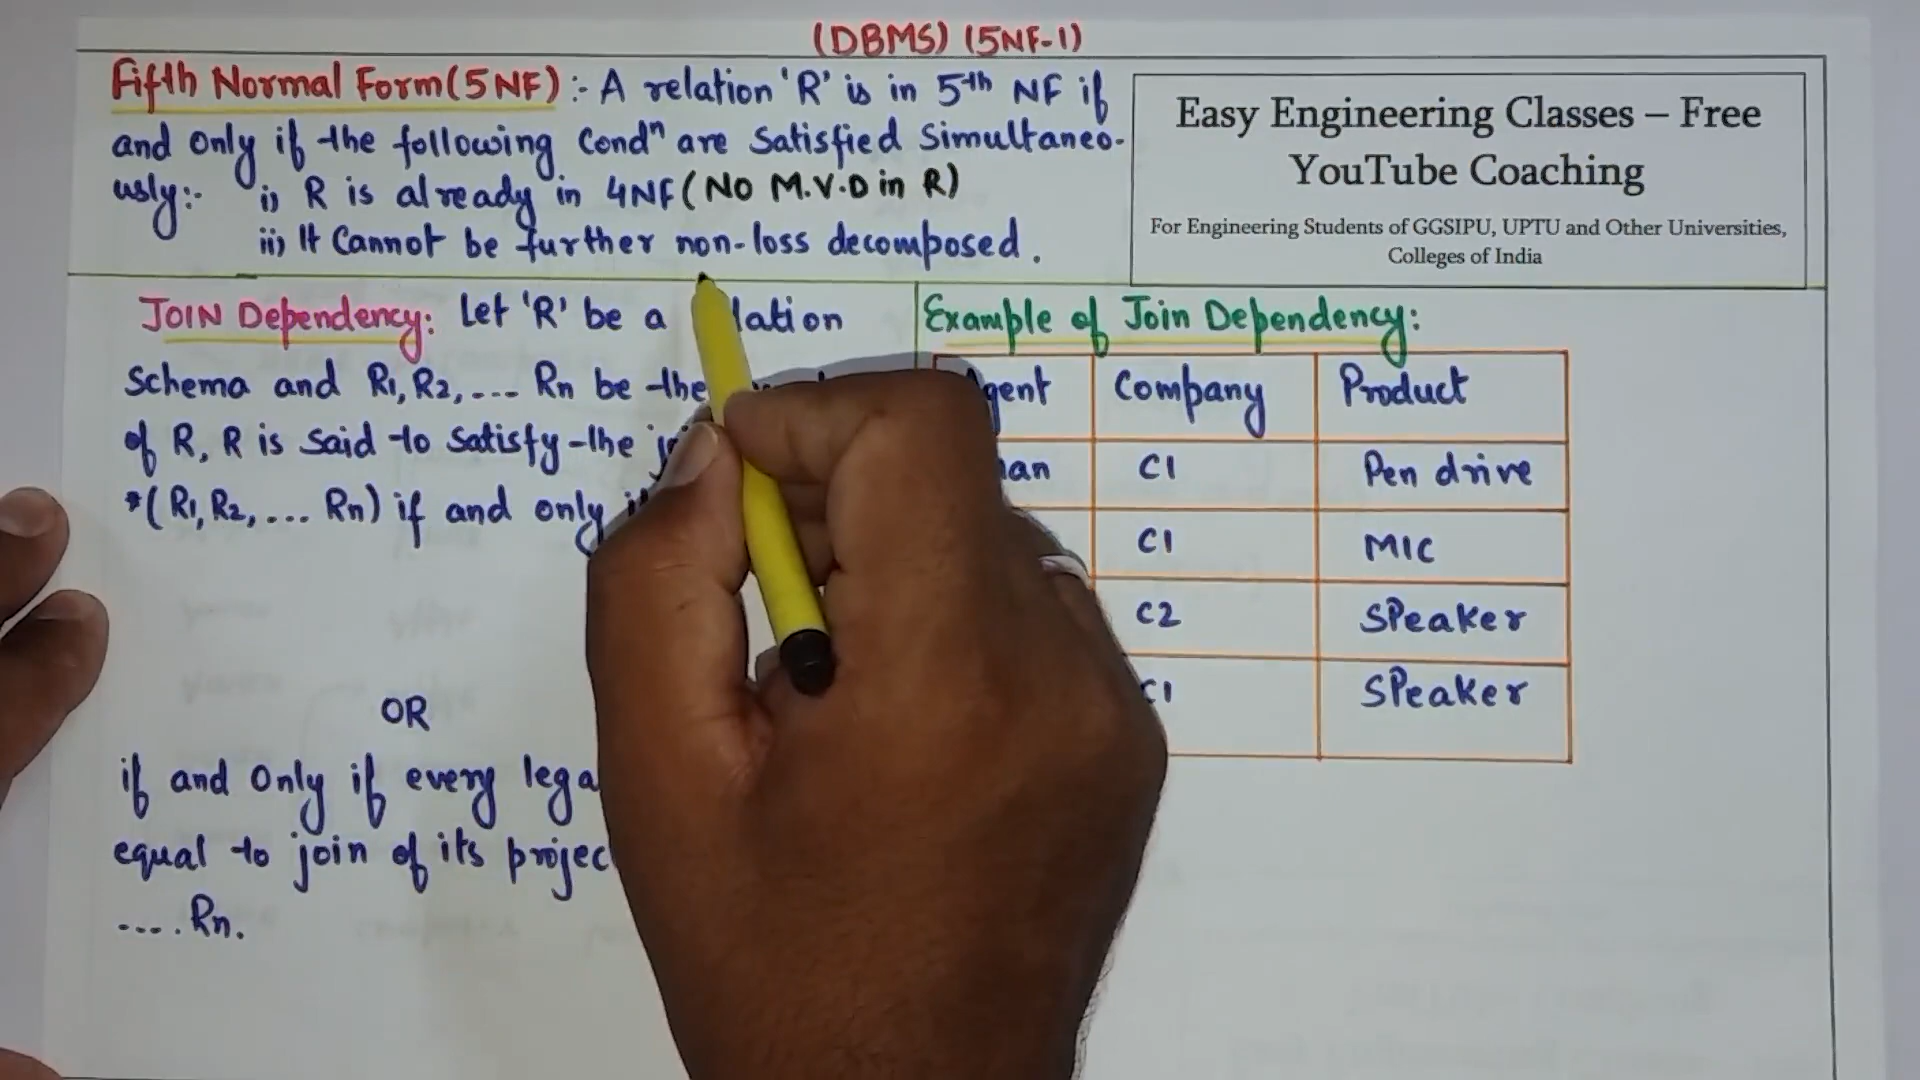 (DBMS) (5NF-1)
Fifth Normal Form (5NF) :- A relation 'R' is in 5th NF if
and only if the following Condn are Satisfied Simultaneo-
usly:- i) R is already in 4NF (No M.V.D in R)
ii) It Cannot be further non-loss decomposed.
Easy Engineering Classes – Free
YouTube Coaching
For Engineering Students of GGSIPU, UPTU and Other Universities,
Colleges of India
JOIN Dependency: Let 'R' be a
Schema and R1, R2, .... Rn be the
of R, R is said to satisfy the
*(R1, R2, ... Rn) if and only
OR
if and Only if every
equal to join of its
.... Rn.
Example of Join Dependency:
Company Product
C1 Pen drive
C1 MIC
C2 Speaker
C1 Speaker